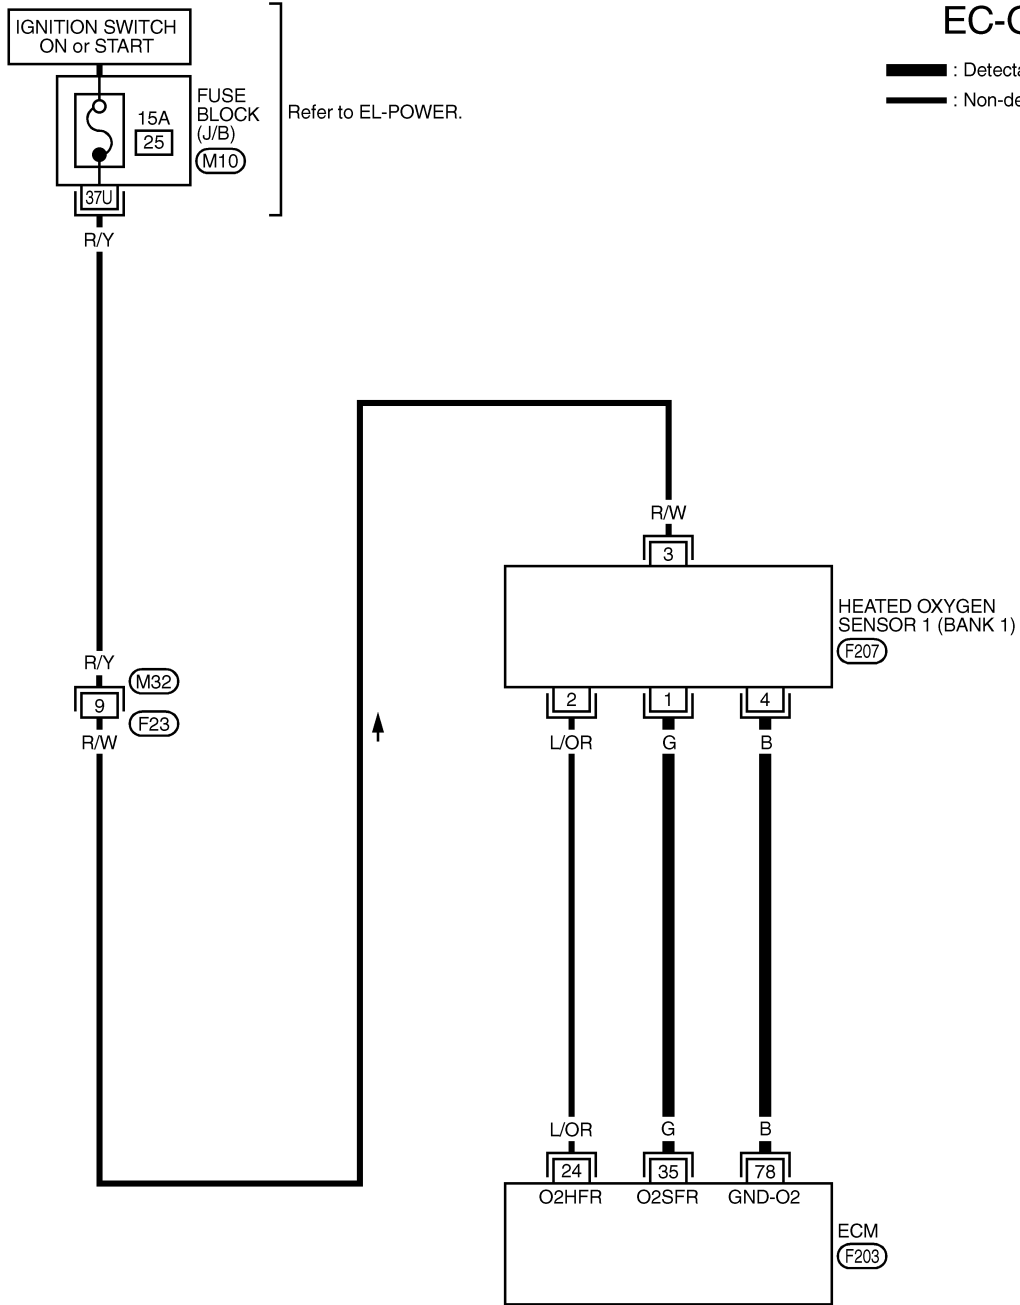 EC-
: Detecta
: Non-de
IGNITION SWITCH
ON or START
FUSE
BLOCK
(J/B)
M10
15A
25
Refer to EL-POWER.
37U
R/Y
R/W
3
HEATED OXYGEN
SENSOR 1 (BANK 1)
F207
R/Y
M32
9
F23
R/W
2 1 4
L/OR G B
L/OR G B
24 35 78
O2HFR O2SFR GND-O2
ECM
F203